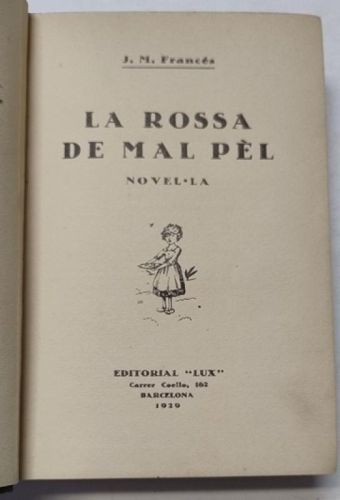 J. M. Francés
LA ROSSA
DE MAL PÈL
NOVEL·LA
EDITORIAL "LUX"
Carrer Coello, 162
BARCELONA
1929